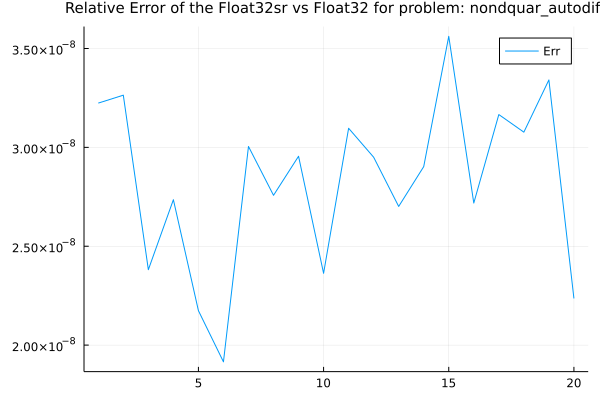 Relative Error of the Float32sr vs Float32 for problem: nondquar_autodif
Err
3.50×10⁻⁸
3.00×10⁻⁸
2.50×10⁻⁸
2.00×10⁻⁸
5 10 15 20